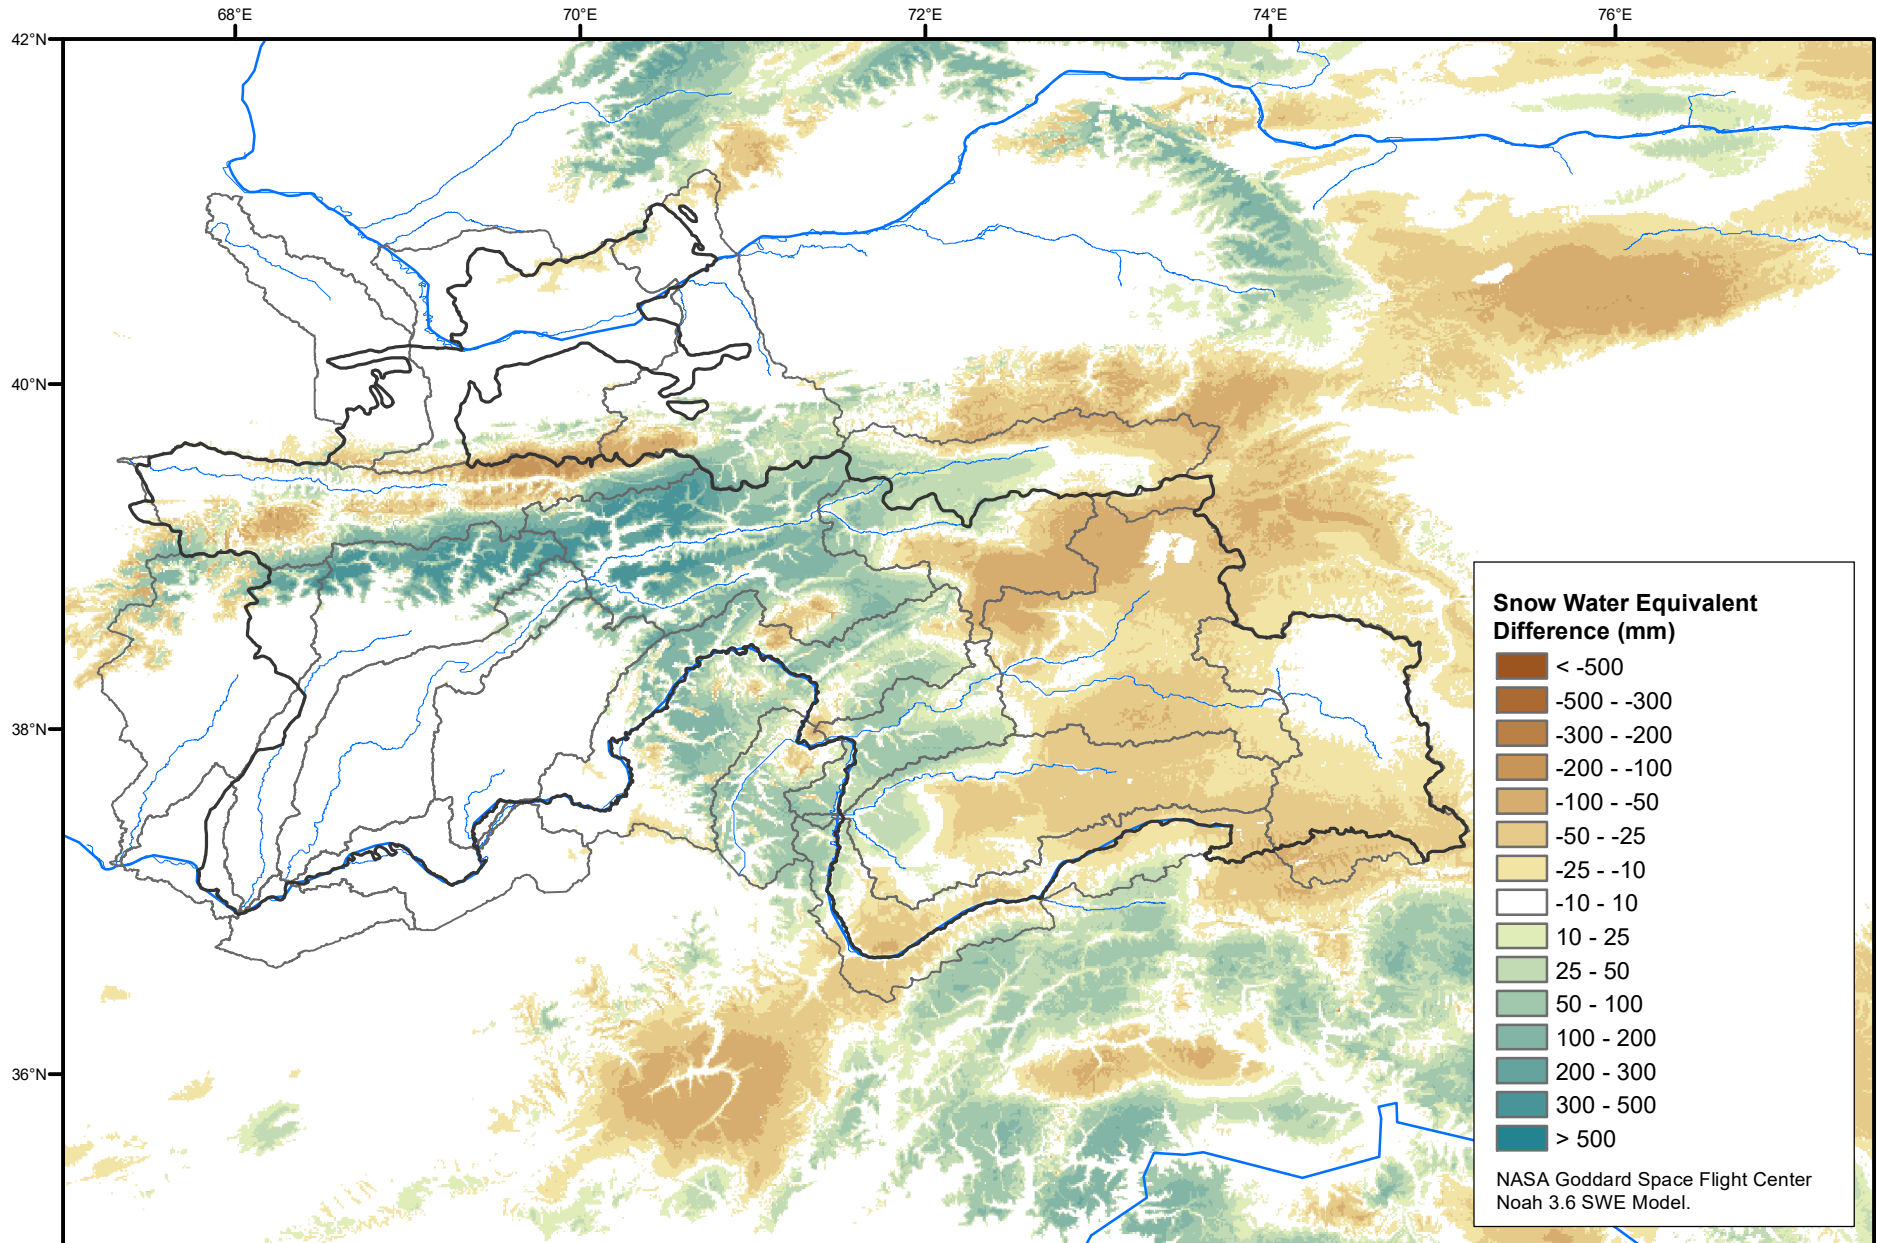 68°E 70°E 72°E 74°E 76°E
42°N
40°N
38°N
36°N
Snow Water Equivalent
Difference (mm)
< -500
-500 - -300
-300 - -200
-200 - -100
-100 - -50
-50 - -25
-25 - -10
-10 - 10
10 - 25
25 - 50
50 - 100
100 - 200
200 - 300
300 - 500
> 500
NASA Goddard Space Flight Center
Noah 3.6 SWE Model.